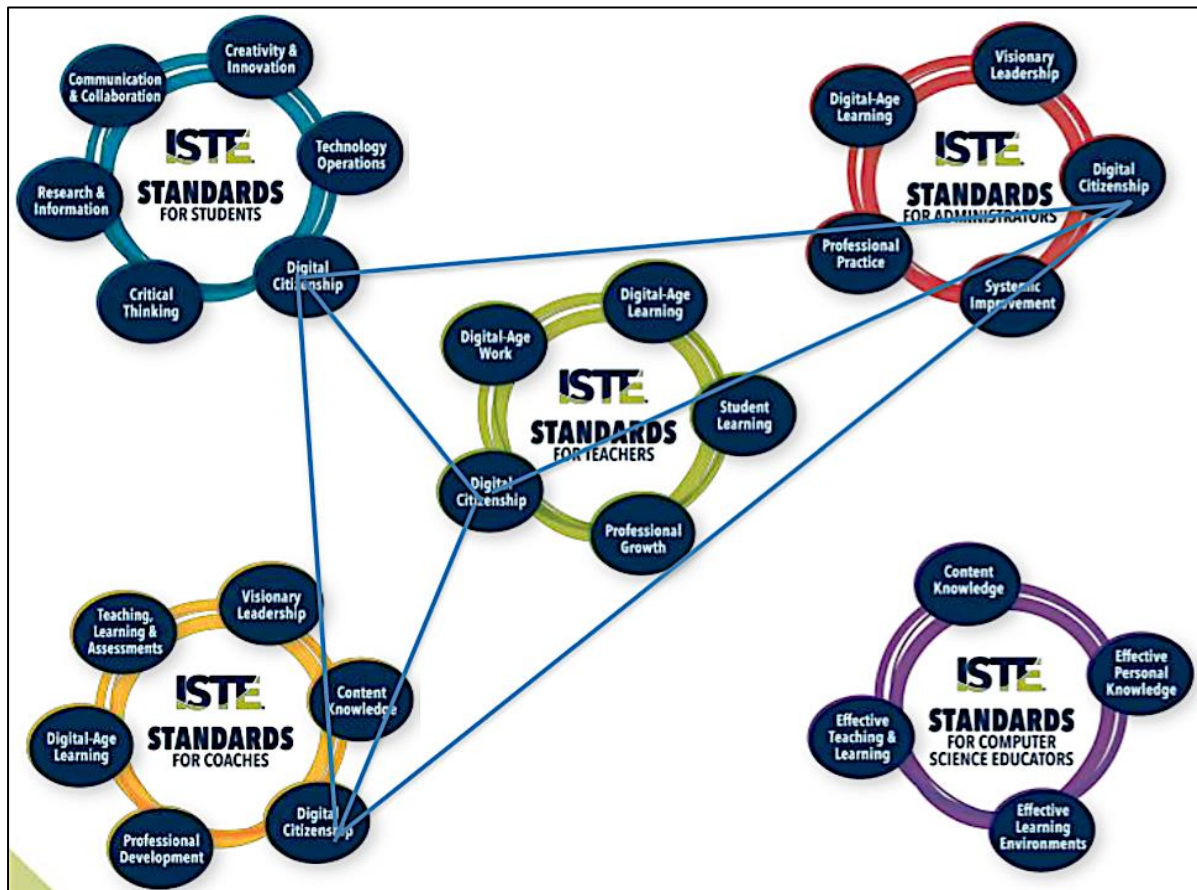 Creativity &
Innovation
Communication
& Collaboration
Technology
Operations
Research &
Information
Critical
Thinking
Digital
Citizenship
ISTE
STANDARDS
FOR STUDENTS
Visionary
Leadership
Digital-Age
Learning
Digital
Citizenship
Professional
Practice
Systemic
Improvement
ISTE
STANDARDS
FOR ADMINISTRATORS
Digital-Age
Learning
Digital-Age
Work
Student
Learning
Digital
Citizenship
Professional
Growth
ISTE
STANDARDS
FOR TEACHERS
Visionary
Leadership
Teaching,
Learning &
Assessments
Content
Knowledge
Digital-Age
Learning
Digital
Citizenship
Professional
Development
ISTE
STANDARDS
FOR COACHES
Content
Knowledge
Effective
Personal
Knowledge
Effective
Teaching &
Learning
Effective
Learning
Environments
ISTE
STANDARDS
FOR COMPUTER
SCIENCE EDUCATORS